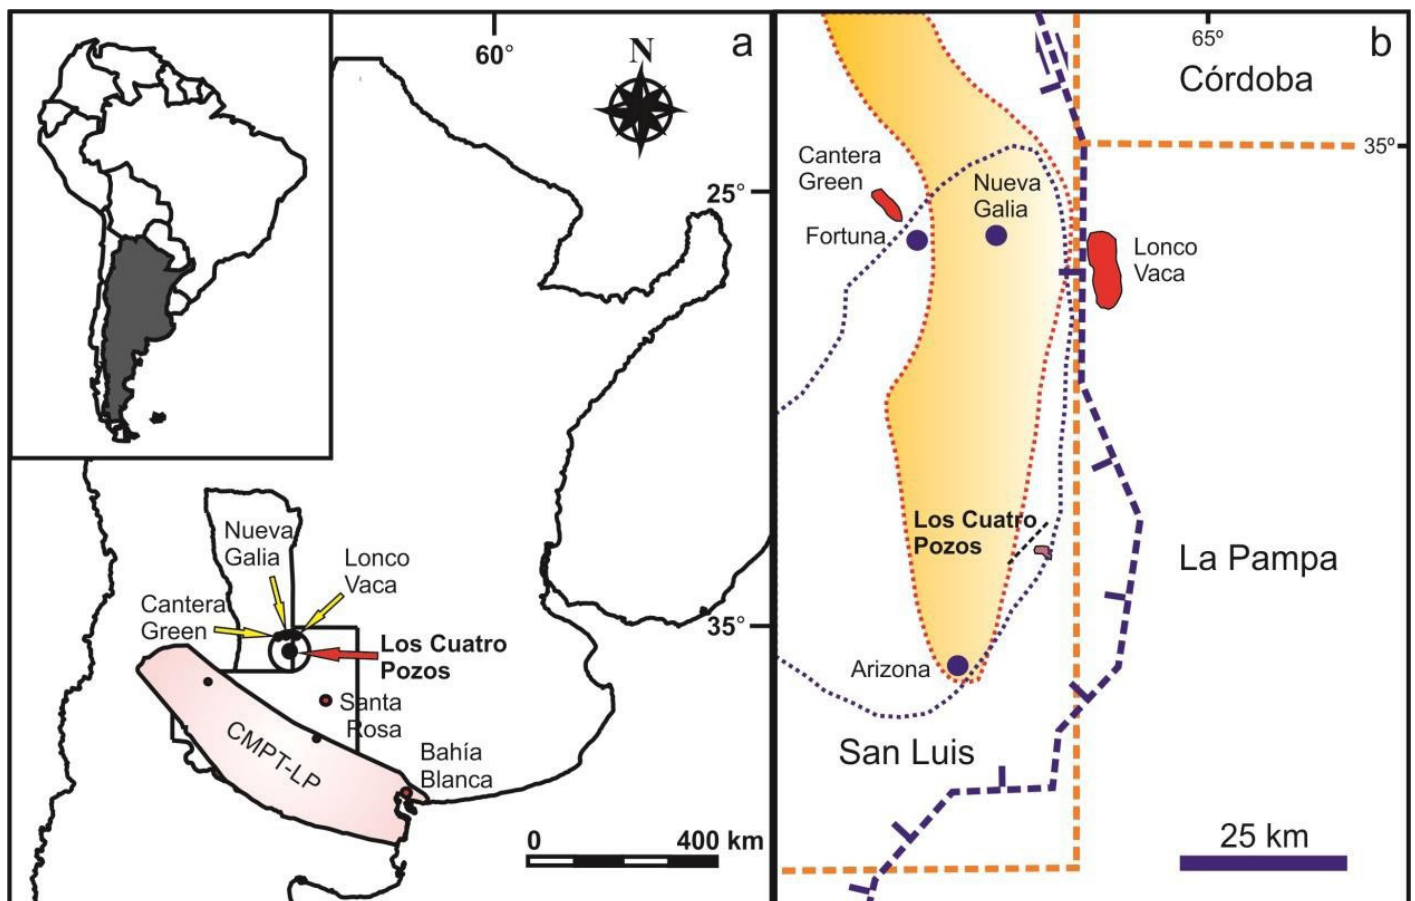 60°
N
a
25°
Nueva
Galia
Lonco
Vaca
Cantera
Green
Los Cuatro
Pozos
35°
Santa
Rosa
CMPT-LP
Bahía
Blanca
0
400 km
65°
b
Córdoba
35º
Cantera
Green
Nueva
Galia
Fortuna
Lonco
Vaca
Los Cuatro
Pozos
La Pampa
Arizona
San Luis
25 km